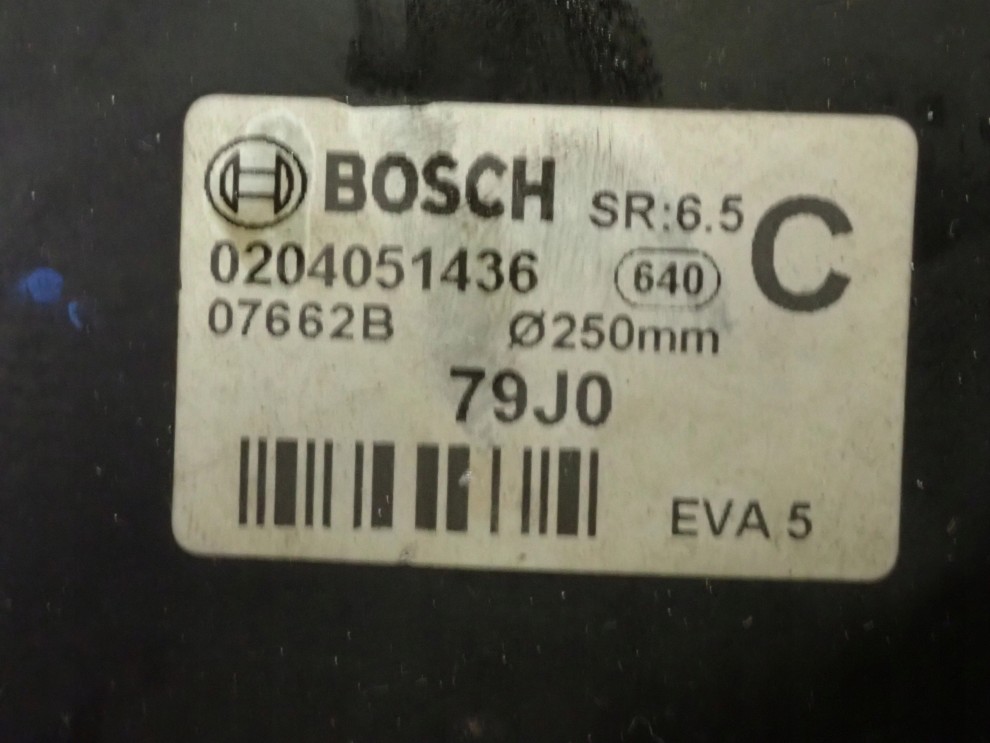 BOSCH SR:6.5 C
0204051436 640
07662B Ø250mm
79J0
EVA 5